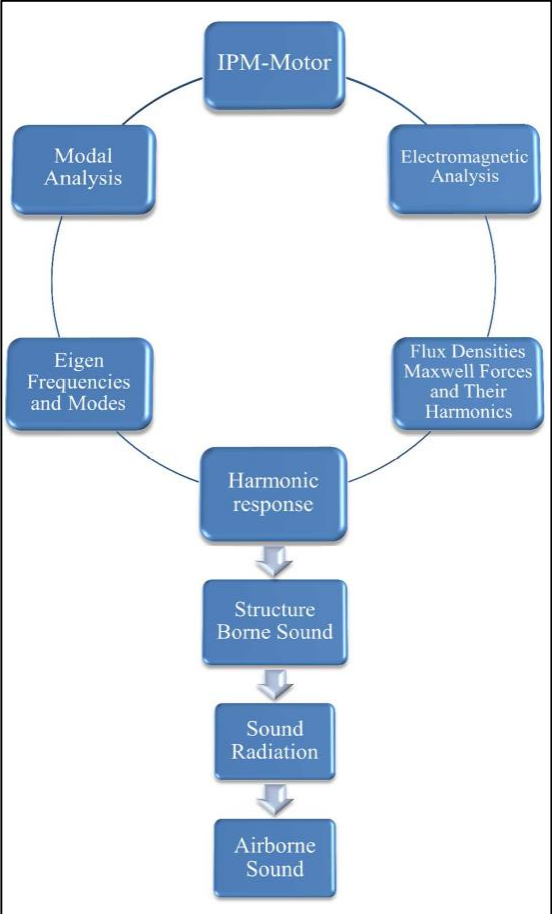 IPM-Motor
Modal
Analysis
Electromagnetic
Analysis
Eigen
Frequencies
and Modes
Flux Densities
Maxwell Forces
and Their
Harmonics
Harmonic
response
Structure
Borne Sound
Sound
Radiation
Airborne
Sound